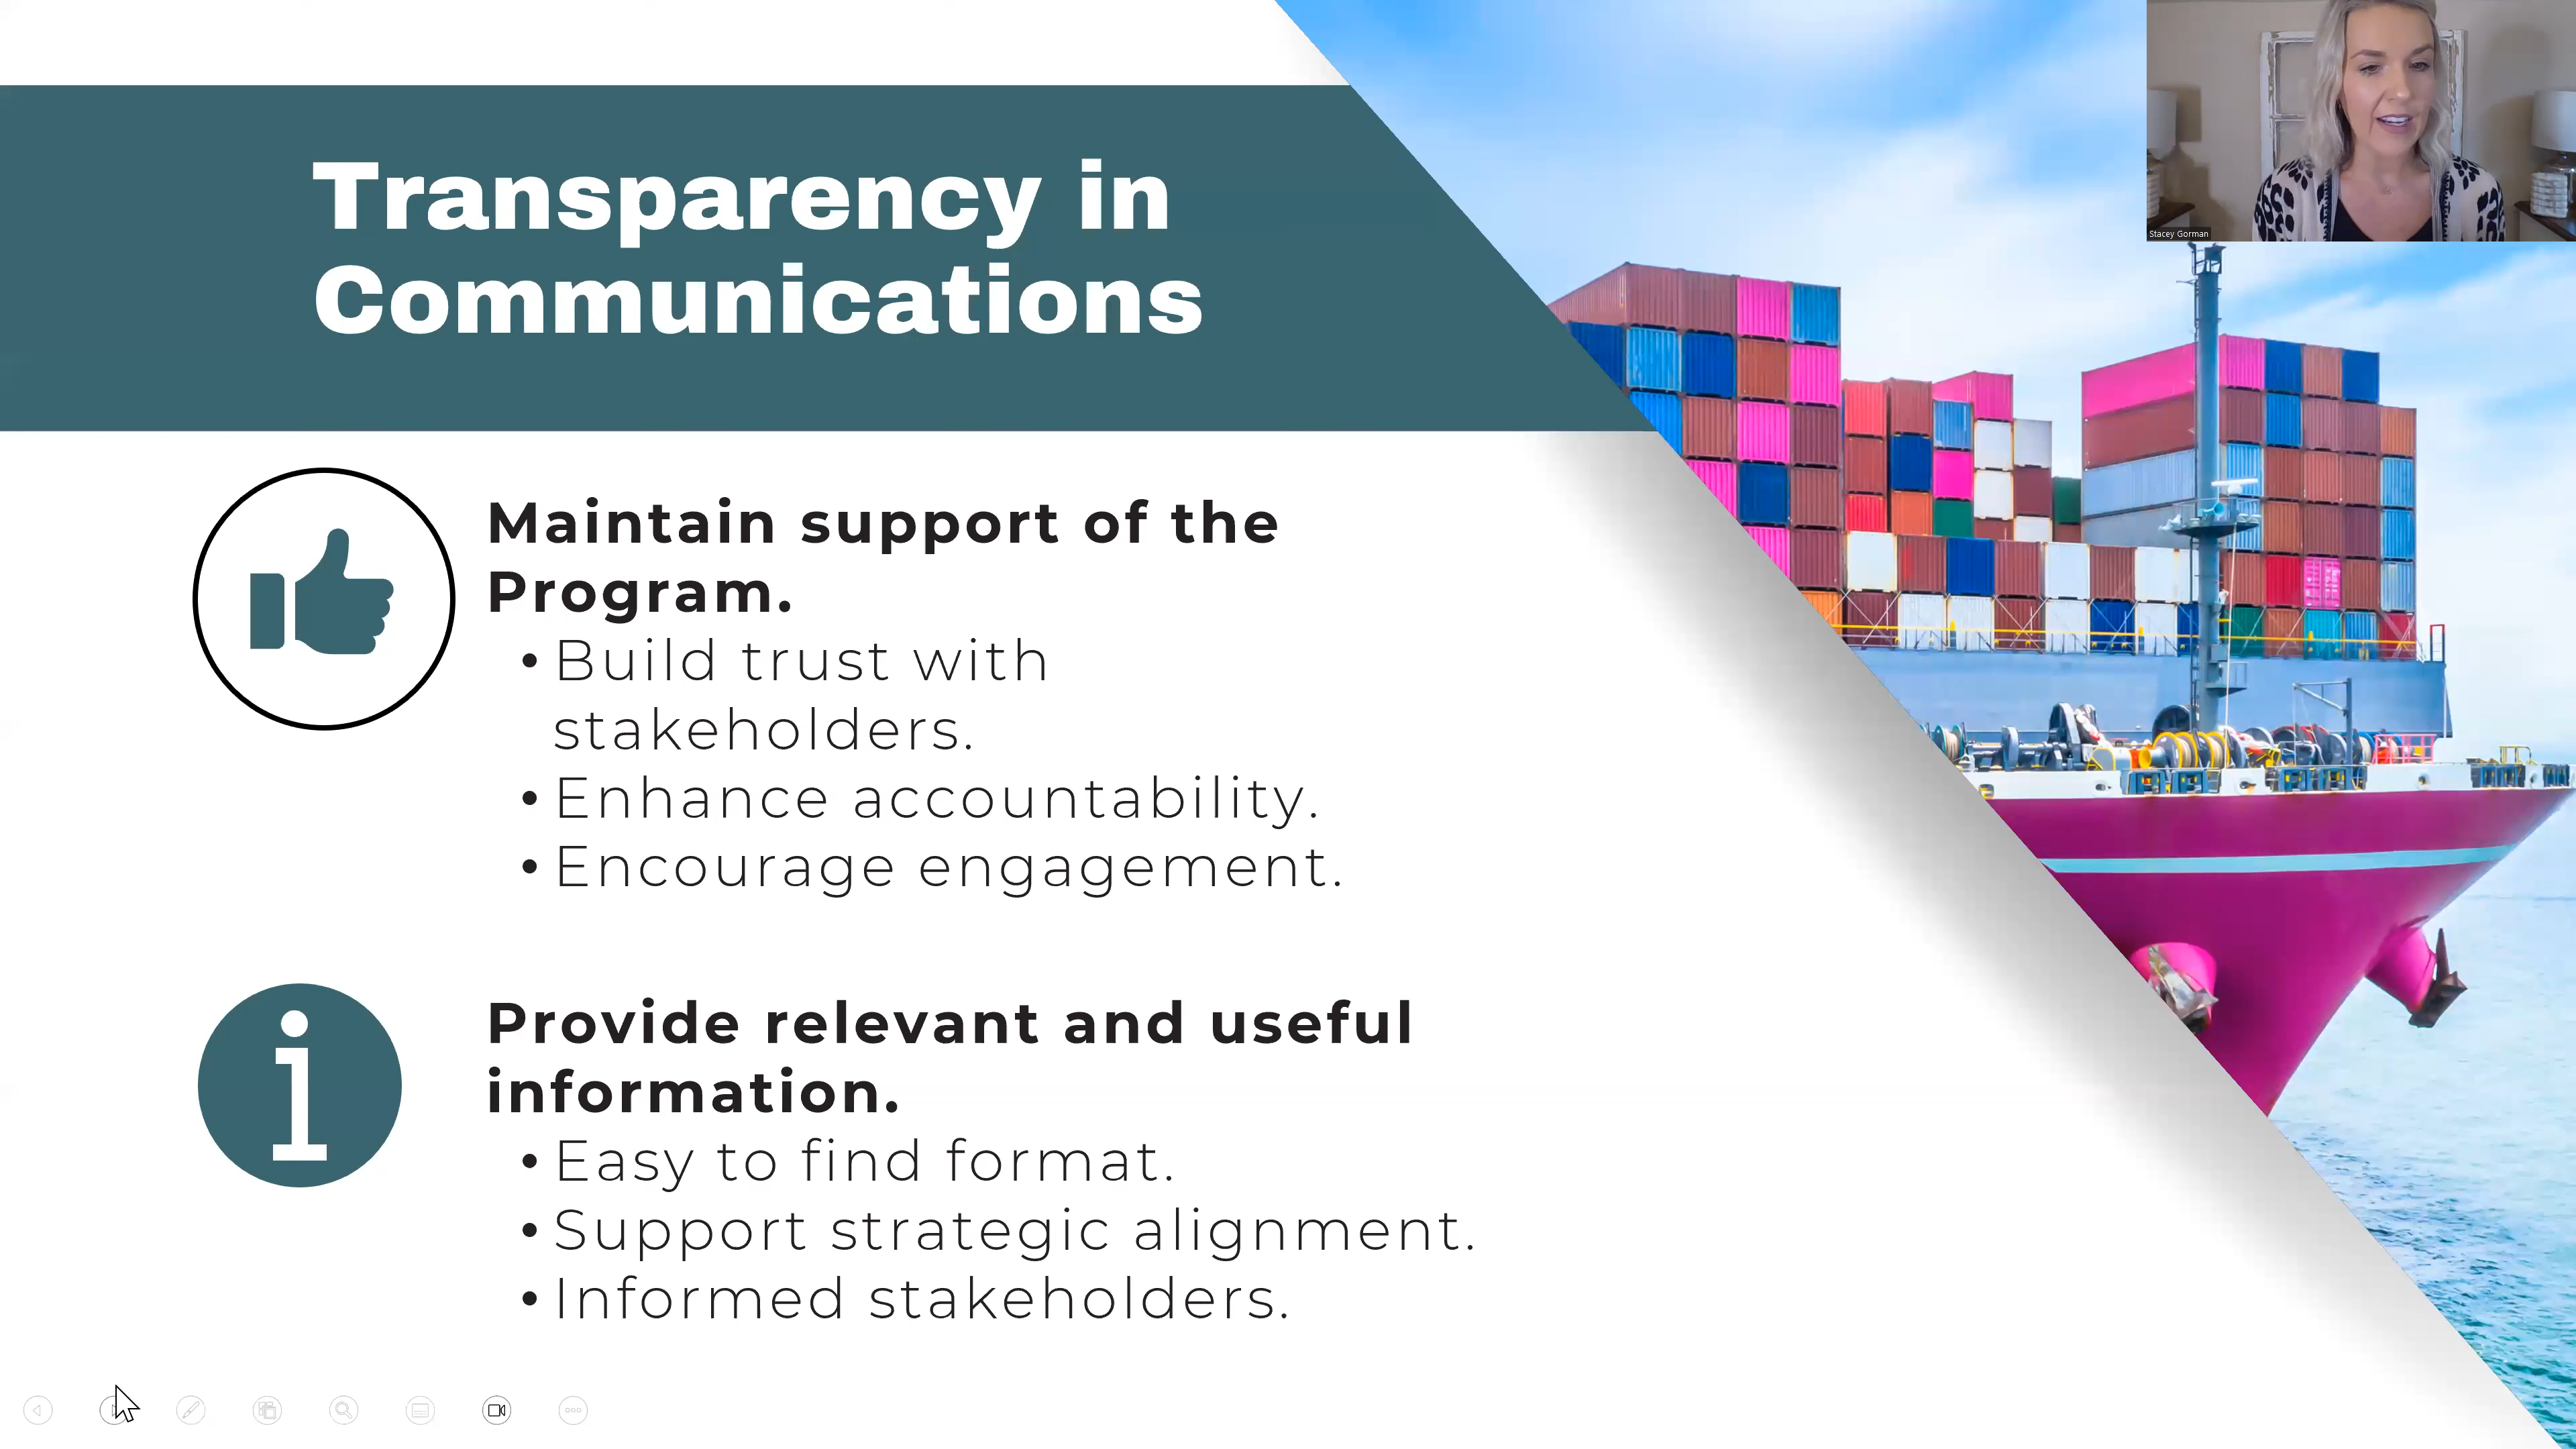 Transparency in
Communications
Stacey Gorman
Maintain support of the
Program.
• Build trust with
stakeholders.
• Enhance accountability.
• Encourage engagement.
Provide relevant and useful
information.
• Easy to find format.
• Support strategic alignment.
• Informed stakeholders.